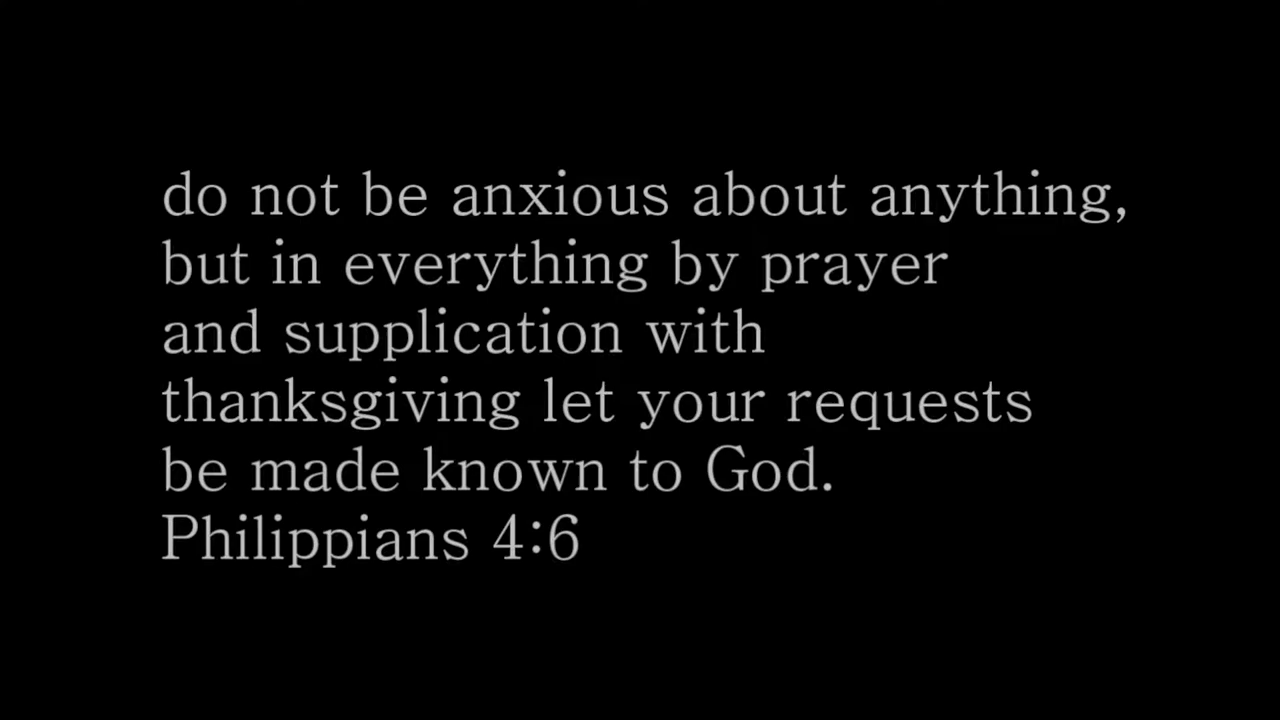 do not be anxious about anything,
but in everything by prayer
and supplication with
thanksgiving let your requests
be made known to God.
Philippians 4:6